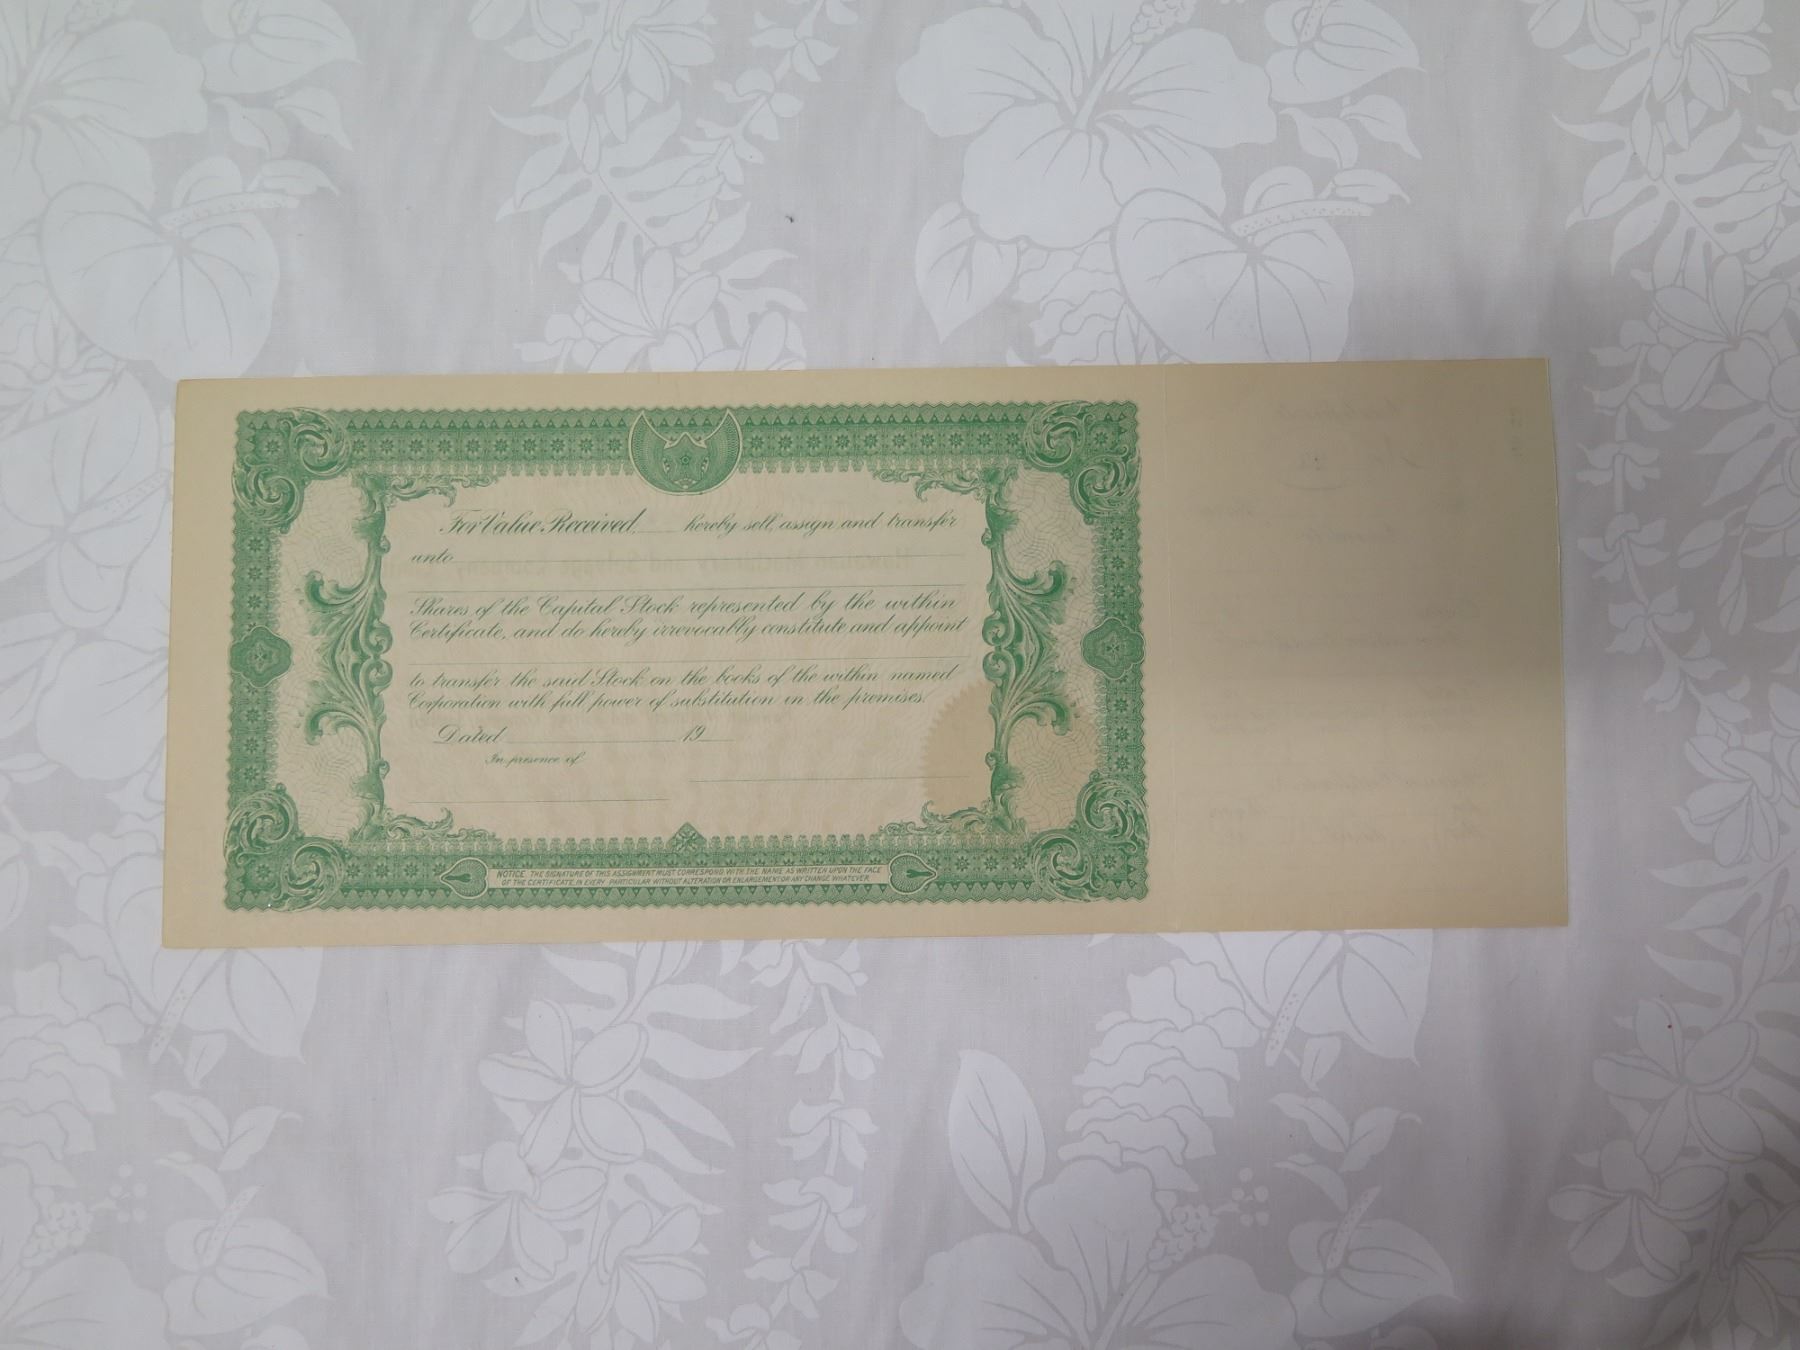 For Value Received, hereby sell, assign and transfer
unto
Shares of the Capital Stock represented by the within
Certificate, and do hereby irrevocably constitute and appoint
to transfer the said Stock on the books of the within named
Corporation with full power of substitution in the premises.
Dated 19
In presence of
NOTICE. THE SIGNATURE OF THIS ASSIGNMENT MUST CORRESPOND WITH THE NAME AS WRITTEN UPON THE FACE
OF THE CERTIFICATE, IN EVERY PARTICULAR WITHOUT ALTERATION OR ENLARGEMENT OR ANY CHANGE WHATEVER.